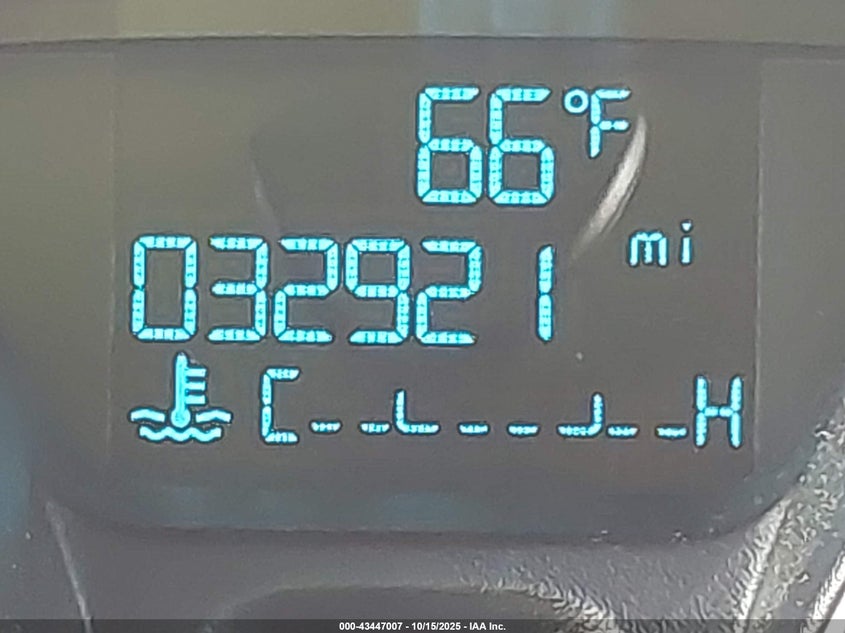 66°F
032921 mi
C H
000-43447007 - 10/15/2025 - IAA Inc.